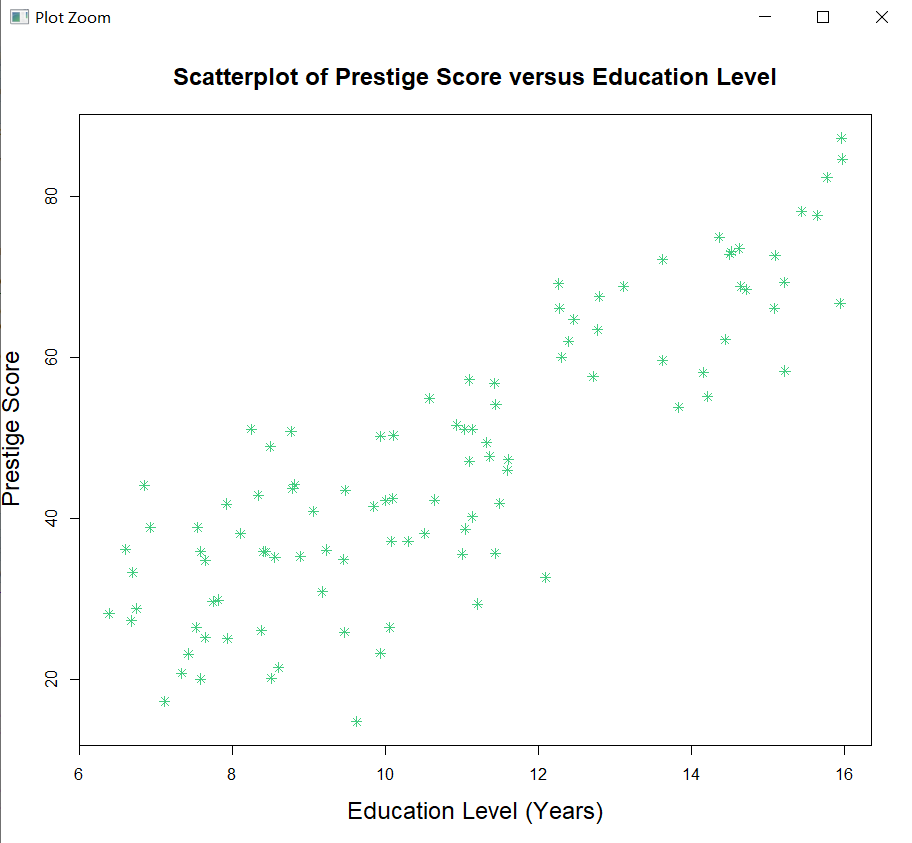 Plot Zoom
Scatterplot of Prestige Score versus Education Level
Prestige Score
80
60
40
20
6 8 10 12 14 16
Education Level (Years)